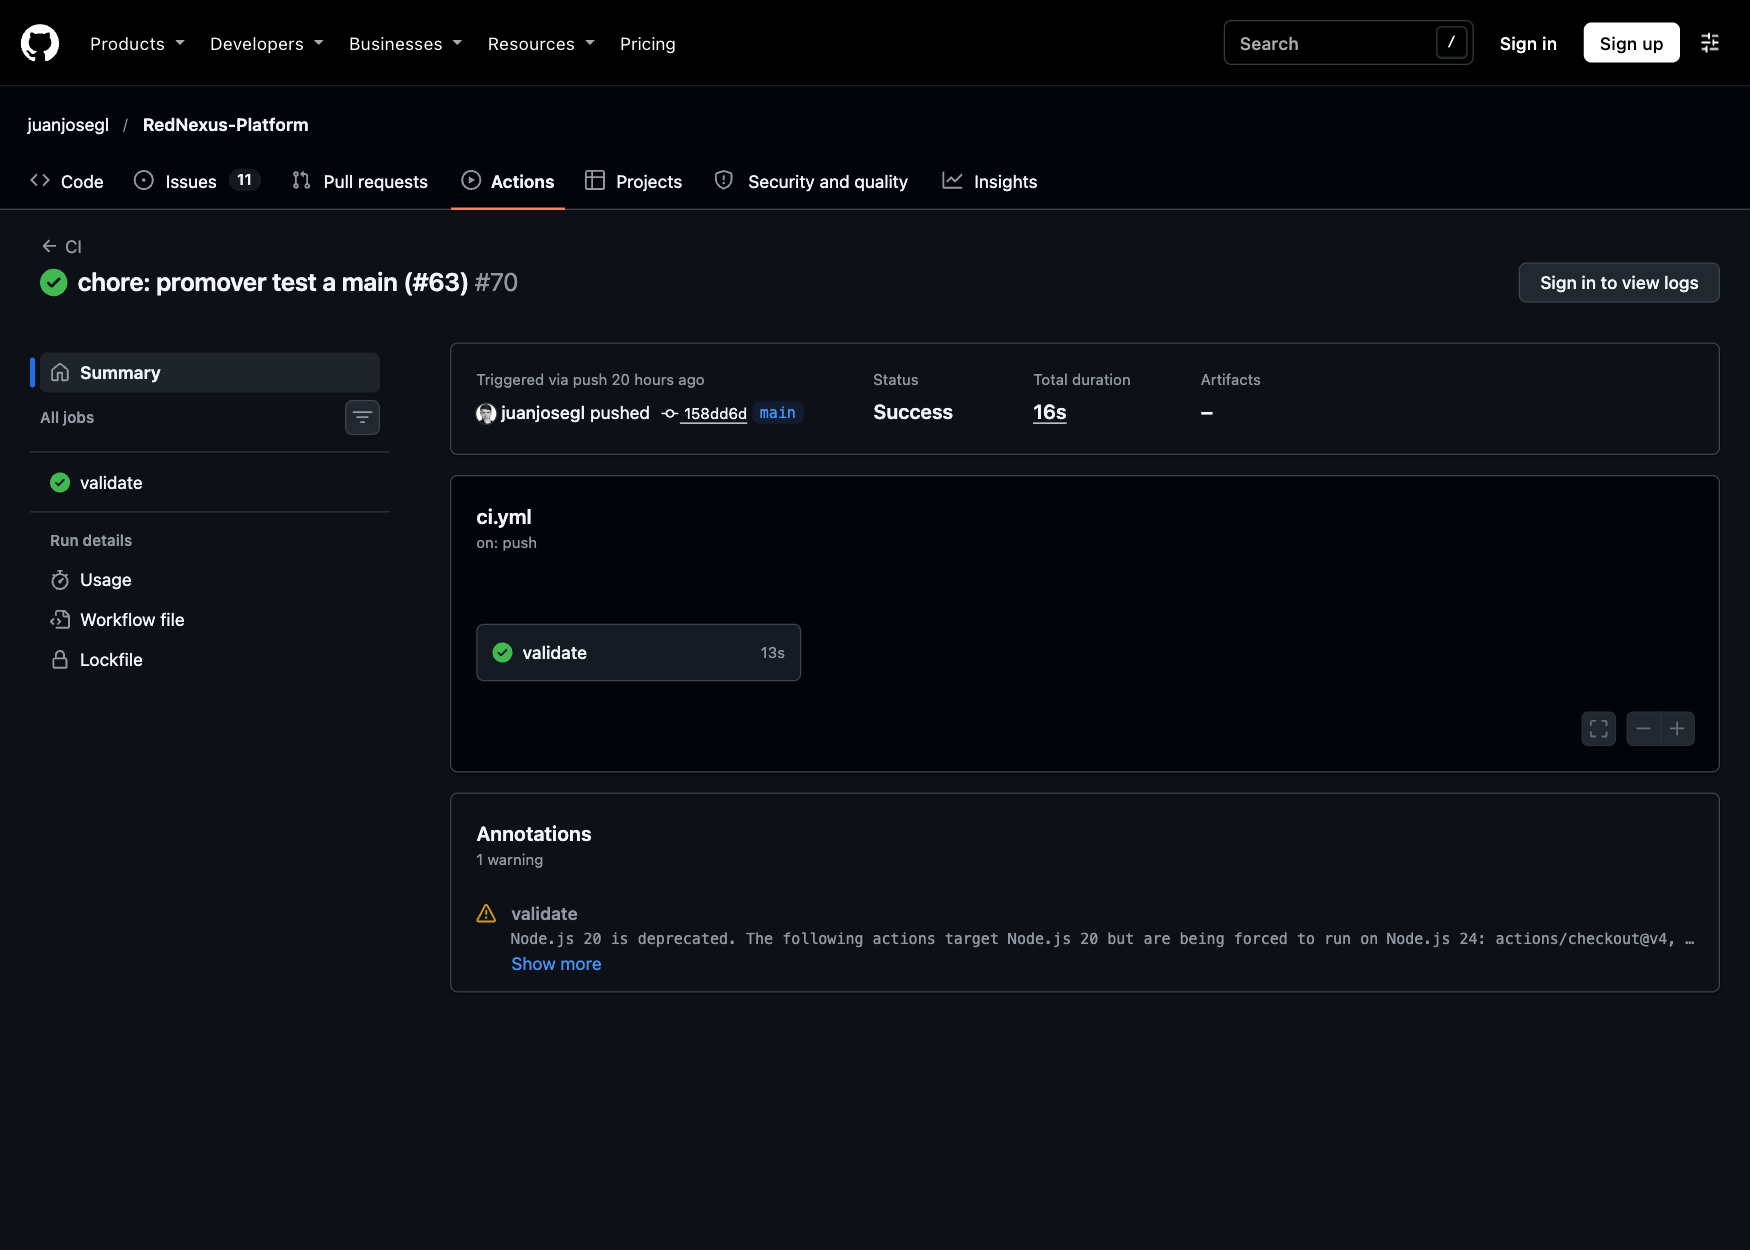 Products Developers Businesses Resources Pricing Search / Sign in Sign up
juanjosegl / RedNexus-Platform
Code Issues 11 Pull requests Actions Projects Security and quality Insights
CI
chore: promover test a main (#63) #70
Sign in to view logs
Summary
All jobs
validate
Run details
Usage
Workflow file
Lockfile
Triggered via push 20 hours ago
juanjosegl pushed 158dd6d main
Status
Success
Total duration
16s
Artifacts
–
ci.yml
on: push
validate 13s
Annotations
1 warning
validate
Node.js 20 is deprecated. The following actions target Node.js 20 but are being forced to run on Node.js 24: actions/checkout@v4, …
Show more